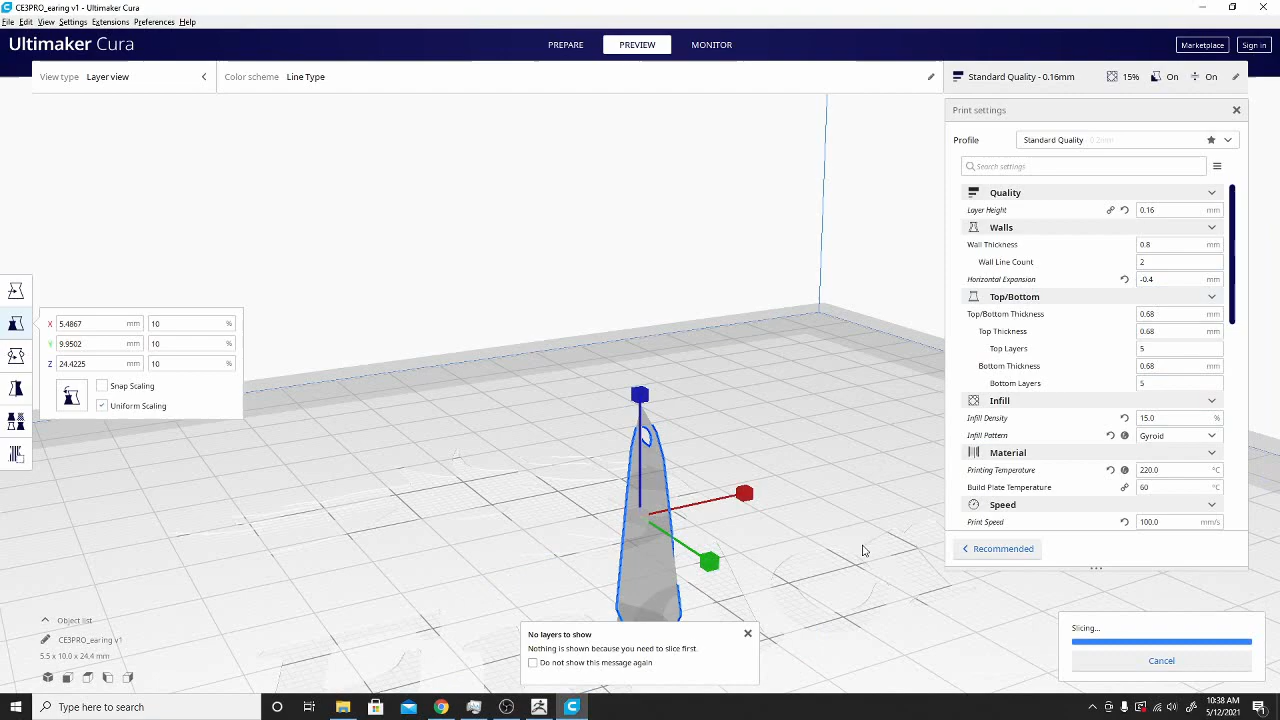 CE3PRO_earing v1 - Ultimaker Cura
File Edit View Settings Extensions Preferences Help
Ultimaker Cura
PREPARE PREVIEW MONITOR
Marketplace Sign in
View type Layer view
Color scheme Line Type
Standard Quality - 0.16mm 15% On On
Print settings
Profile Standard Quality 0.2mm
Search settings
Quality
Layer Height 0.16 mm
Walls
Wall Thickness 0.8 mm
Wall Line Count 2
Horizontal Expansion -0.4 mm
Top/Bottom
Top/Bottom Thickness 0.68 mm
Top Thickness 0.68 mm
Top Layers 5
Bottom Thickness 0.68 mm
Bottom Layers 5
Infill
Infill Density 15.0 %
Infill Pattern Gyroid
Material
Printing Temperature 220.0 °C
Build Plate Temperature 60 °C
Speed
Print Speed 100.0 mm/s
Recommended
X 5.4867 mm 10 %
Y 9.9502 mm 10 %
Z 24.4225 mm 10 %
Snap Scaling
Uniform Scaling
Object list
CE3PRO_earing v1
5.5 x 10.0 x 24.4 mm
No layers to show
Nothing is shown because you need to slice first.
Do not show this message again
Slicing...
Cancel
Type here to search
10:38 AM
5/12/2021